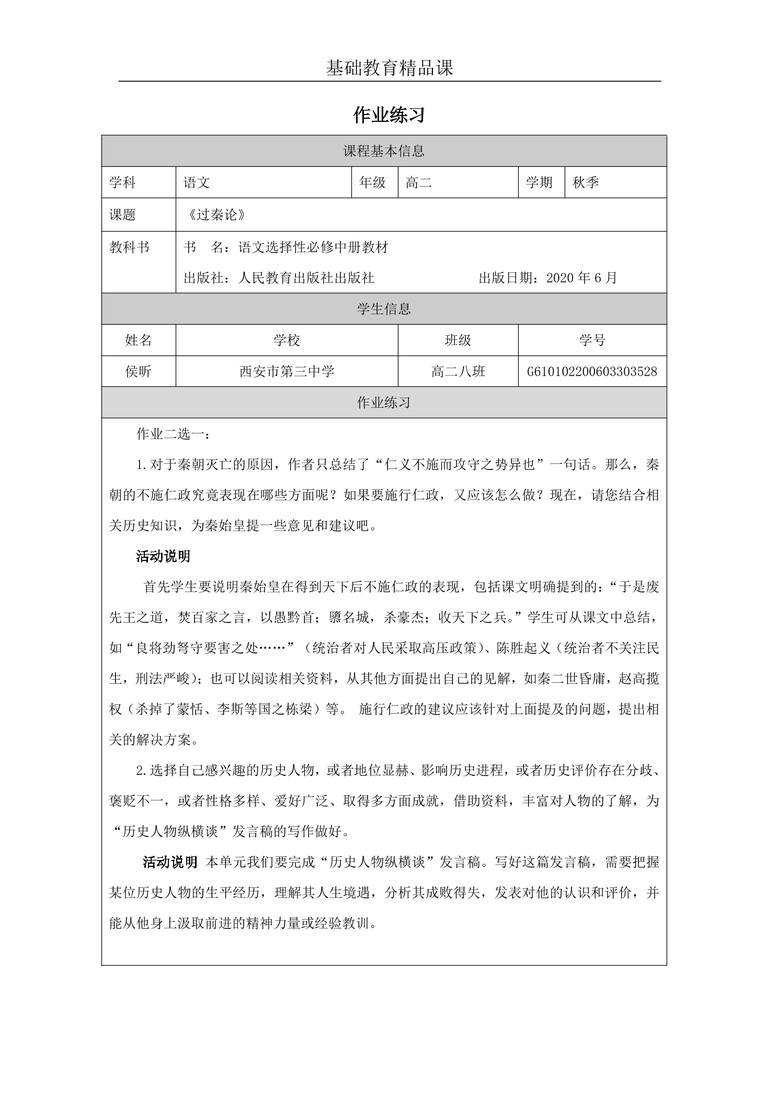 基础教育精品课
作业练习
课程基本信息
学科 语文 年级 高二 学期 秋季
课题 《过秦论》
教科书 书 名：语文选择性必修中册教材
出版社：人民教育出版社出版社 出版日期：2020 年 6 月
学生信息
姓名 学校 班级 学号
侯昕 西安市第三中学 高二八班 G610102200603303528
作业练习
作业二选一：
1.对于秦朝灭亡的原因，作者只总结了“仁义不施而攻守之势异也”一句话。那么，秦
朝的不施仁政究竟表现在哪些方面呢？如果要施行仁政，又应该怎么做？现在，请您结合相
关历史知识，为秦始皇提一些意见和建议吧。
活动说明
首先学生要说明秦始皇在得到天下后不施仁政的表现，包括课文明确提到的：“于是废
先王之道，焚百家之言，以愚黔首；隳名城，杀豪杰；收天下之兵。”学生可从课文中总结，
如“良将劲弩守要害之处……”（统治者对人民采取高压政策）、陈胜起义（统治者不关注民
生，刑法严峻）；也可以阅读相关资料，从其他方面提出自己的见解，如秦二世昏庸，赵高揽
权（杀掉了蒙恬、李斯等国之栋梁）等。 施行仁政的建议应该针对上面提及的问题，提出相
关的解决方案。
2.选择自己感兴趣的历史人物，或者地位显赫、影响历史进程，或者历史评价存在分歧、
褒贬不一，或者性格多样、爱好广泛、取得多方面成就，借助资料，丰富对人物的了解，为
“历史人物纵横谈”发言稿的写作做好。
活动说明 本单元我们要完成“历史人物纵横谈”发言稿。写好这篇发言稿，需要把握
某位历史人物的生平经历，理解其人生境遇，分析其成败得失，发表对他的认识和评价，并
能从他身上汲取前进的精神力量或经验教训。